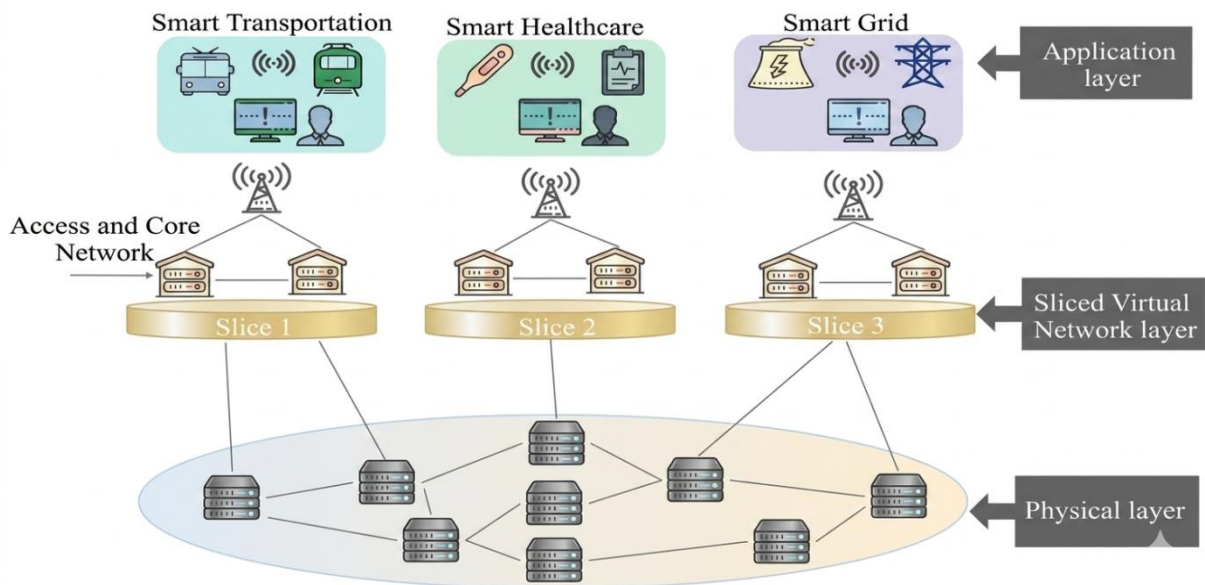 Smart Transportation
Smart Healthcare
Smart Grid
Application
layer
Access and Core
Network
Slice 1
Slice 2
Slice 3
Sliced Virtual
Network layer
Physical layer